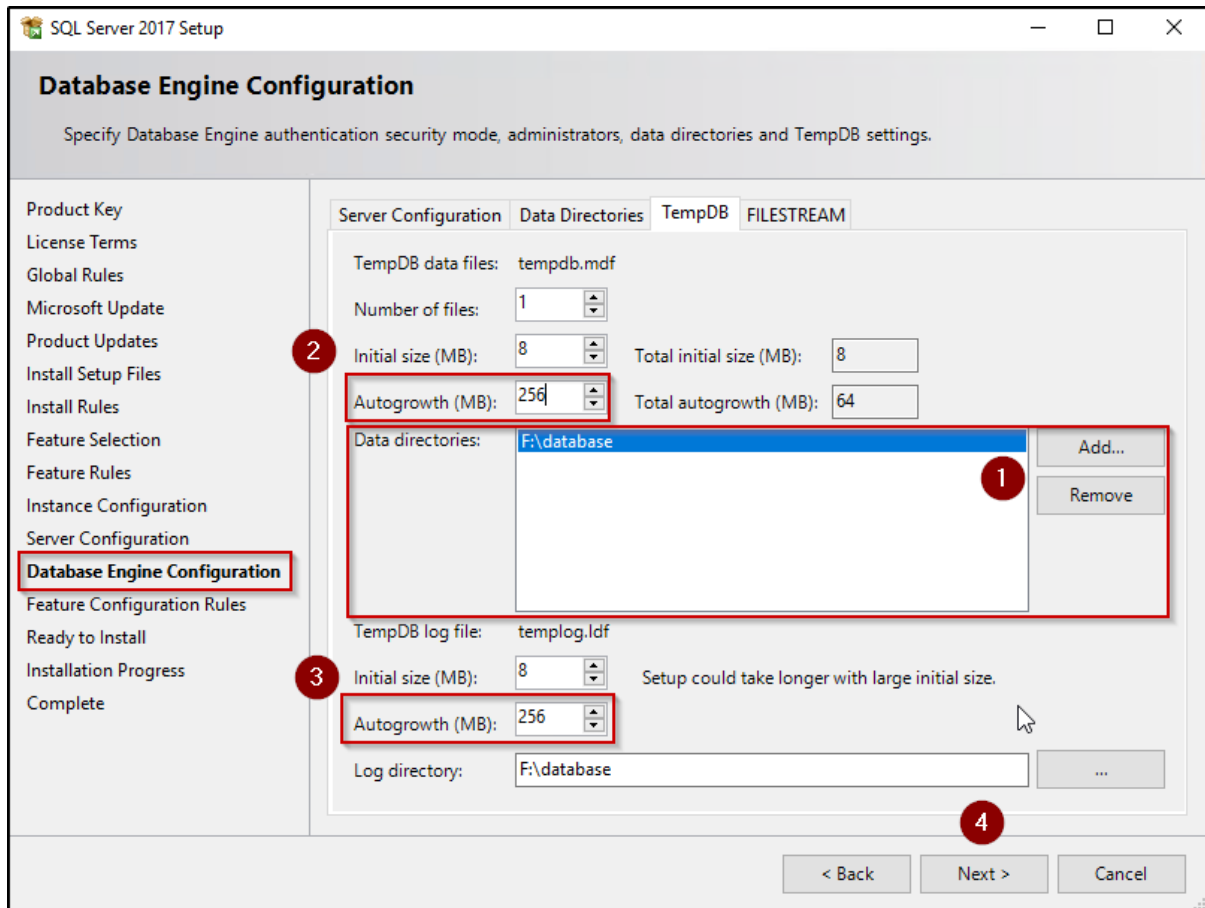 SQL Server 2017 Setup
Database Engine Configuration
Specify Database Engine authentication security mode, administrators, data directories and TempDB settings.
Product Key
License Terms
Global Rules
Microsoft Update
Product Updates
Install Setup Files
Install Rules
Feature Selection
Feature Rules
Instance Configuration
Server Configuration
Database Engine Configuration
Feature Configuration Rules
Ready to Install
Installation Progress
Complete
Server Configuration Data Directories TempDB FILESTREAM
TempDB data files: tempdb.mdf
Number of files: 1
2
Initial size (MB): 8 Total initial size (MB): 8
Autogrowth (MB): 256 Total autogrowth (MB): 64
Data directories: F:\database Add...
1
Remove
TempDB log file: templog.ldf
3
Initial size (MB): 8 Setup could take longer with large initial size.
Autogrowth (MB): 256
Log directory: F:\database ...
4
< Back Next > Cancel